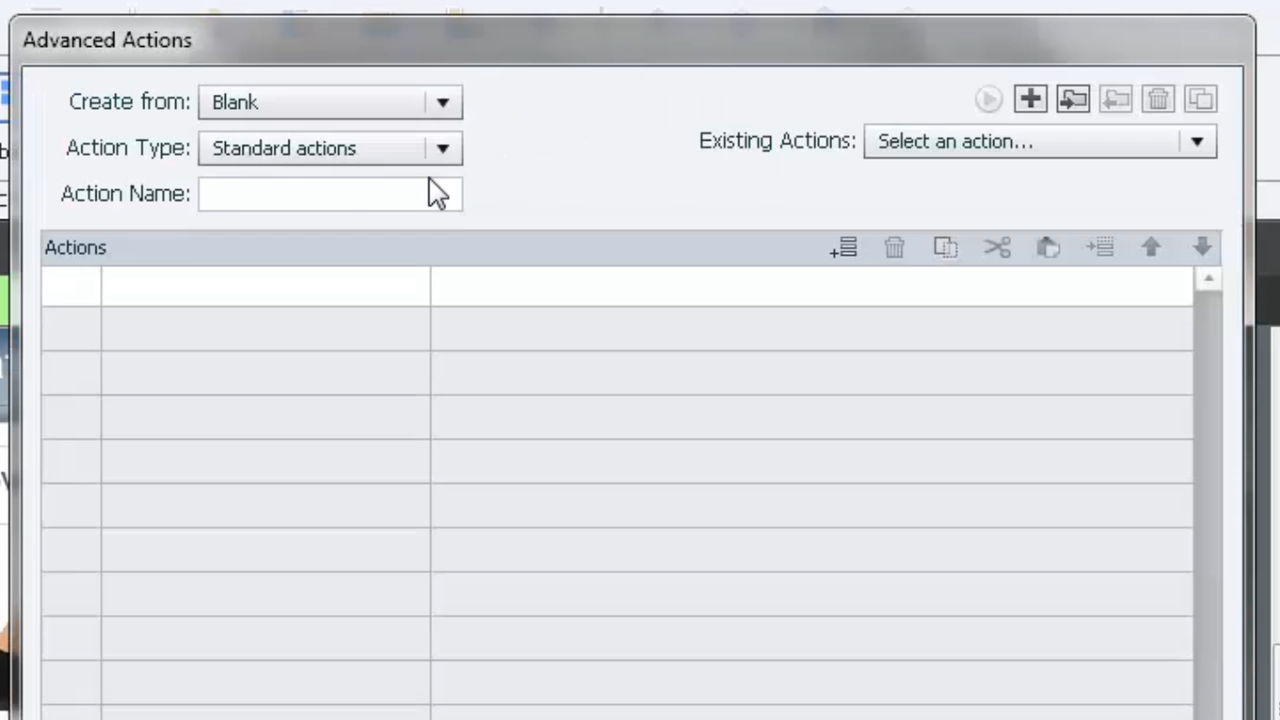 Advanced Actions
Create from: Blank
Action Type: Standard actions
Existing Actions: Select an action...
Action Name:
Actions